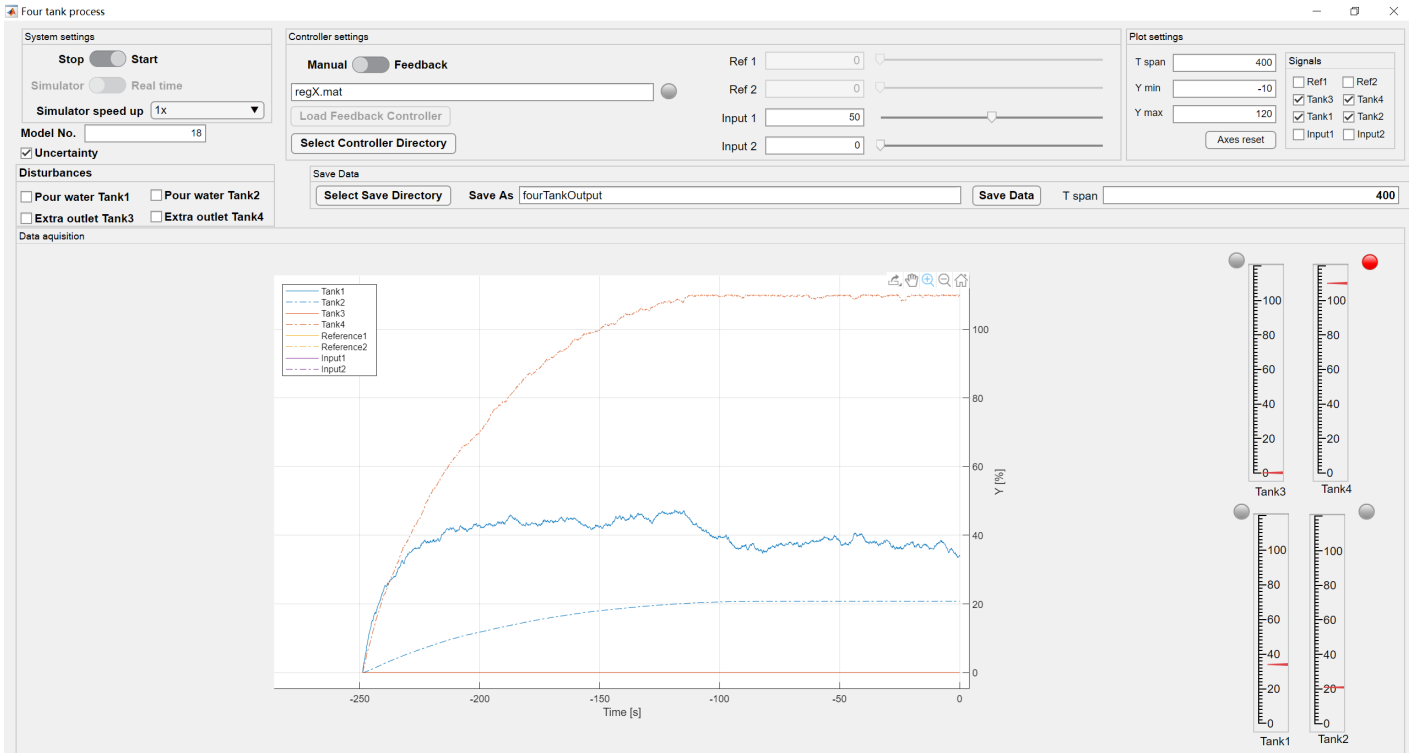 Four tank process
System settings
Stop Start
Simulator Real time
Simulator speed up 1x
Model No. 18
Uncertainty
Disturbances
Pour water Tank1 Pour water Tank2
Extra outlet Tank3 Extra outlet Tank4
Controller settings
Manual Feedback
regX.mat
Load Feedback Controller
Select Controller Directory
Ref 1 0
Ref 2 0
Input 1 50
Input 2 0
Plot settings
T span 400
Y min -10
Y max 120
Axes reset
Signals
Ref1 Ref2
Tank3 Tank4
Tank1 Tank2
Input1 Input2
Save Data
Select Save Directory Save As fourTankOutput Save Data T span 400
Data aquisition
Tank1
Tank2
Tank3
Tank4
Reference1
Reference2
Input1
Input2
100
80
60
40
20
0
Y [%]
-250 -200 -150 -100 -50 0
Time [s]
100 100
80 80
60 60
40 40
20 20
0 0
Tank3 Tank4
100 100
80 80
60 60
40 40
20 20
0 0
Tank1 Tank2